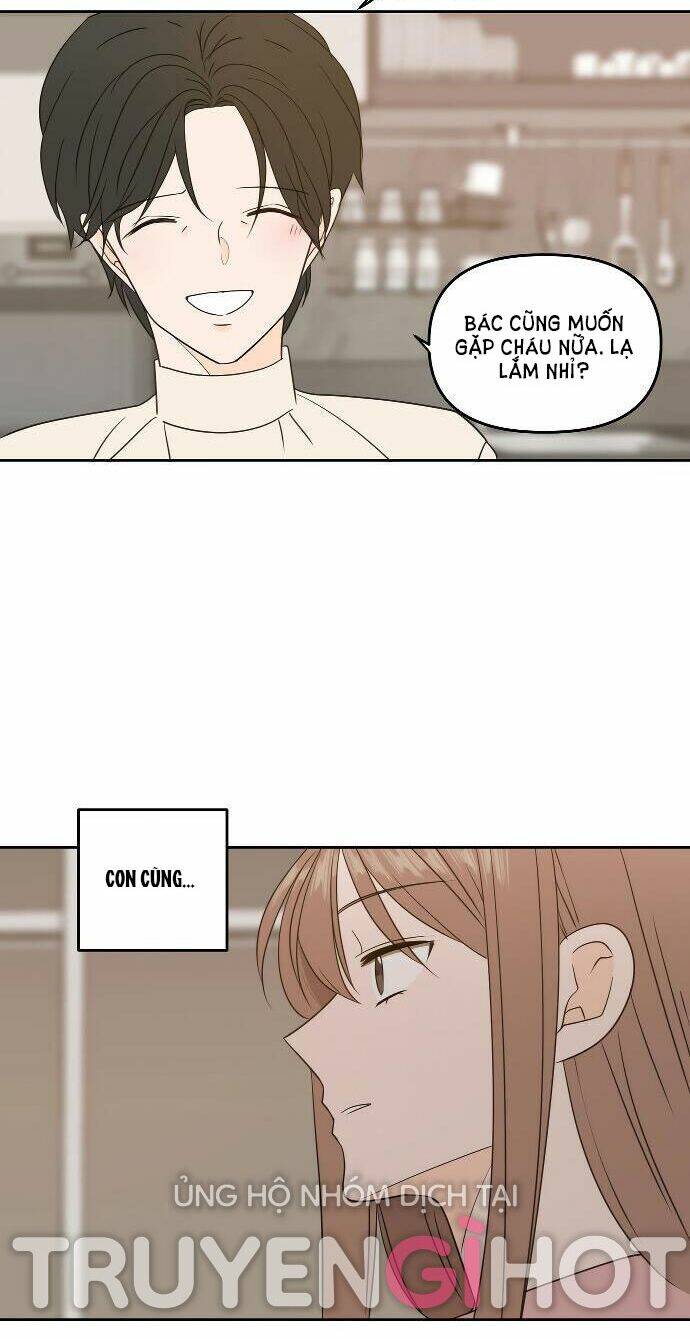 BÁC CŨNG MUỐN
GẶP CHÁU NỮA. LẠ
LẮM NHỈ?
CON CŨNG...
ỦNG HỘ NHÓM DỊCH TẠI
TRUYENGIHOT